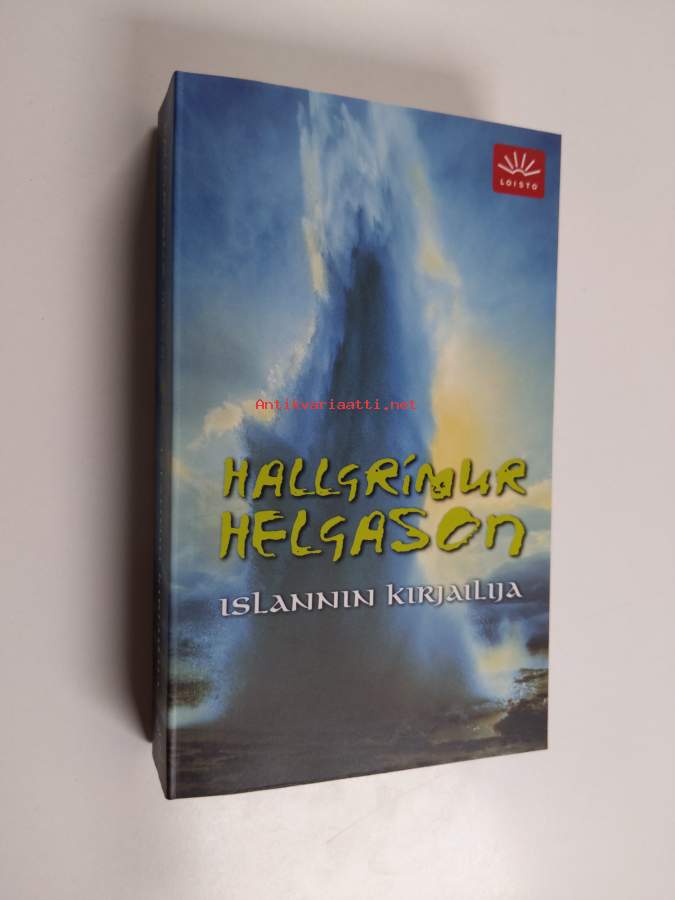 LOISTO
Antikvariaatti.net
HALLGRÍMUR
HELGASON
ISLANNIN KIRJAILIJA